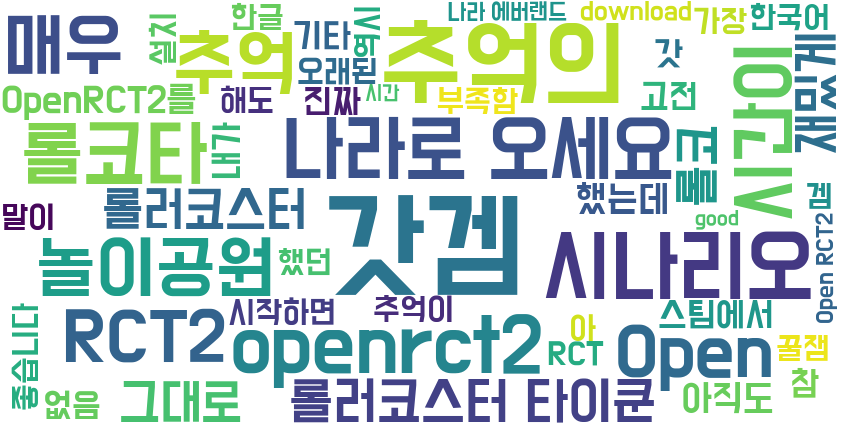 매우
설치
한글
추억
기타
역시
오래된
추억의
나라 에버랜드
download
가장
한국어
갓
고전
시간이
재밌게
OpenRCT2를
해도
진짜
시간
부족함
롤코타
내가
나라로 오세요
롤코
롤러코스터
말이
갓겜
했는데
good
겜
Open RCT2
놀이공원
했던
시나리오
시작하면
추억이
스팀에서
좋습니다
RCT2
openrct2
아
RCT
Open
꿀잼
없음
그대로
롤러코스터 타이쿤
아직도
참